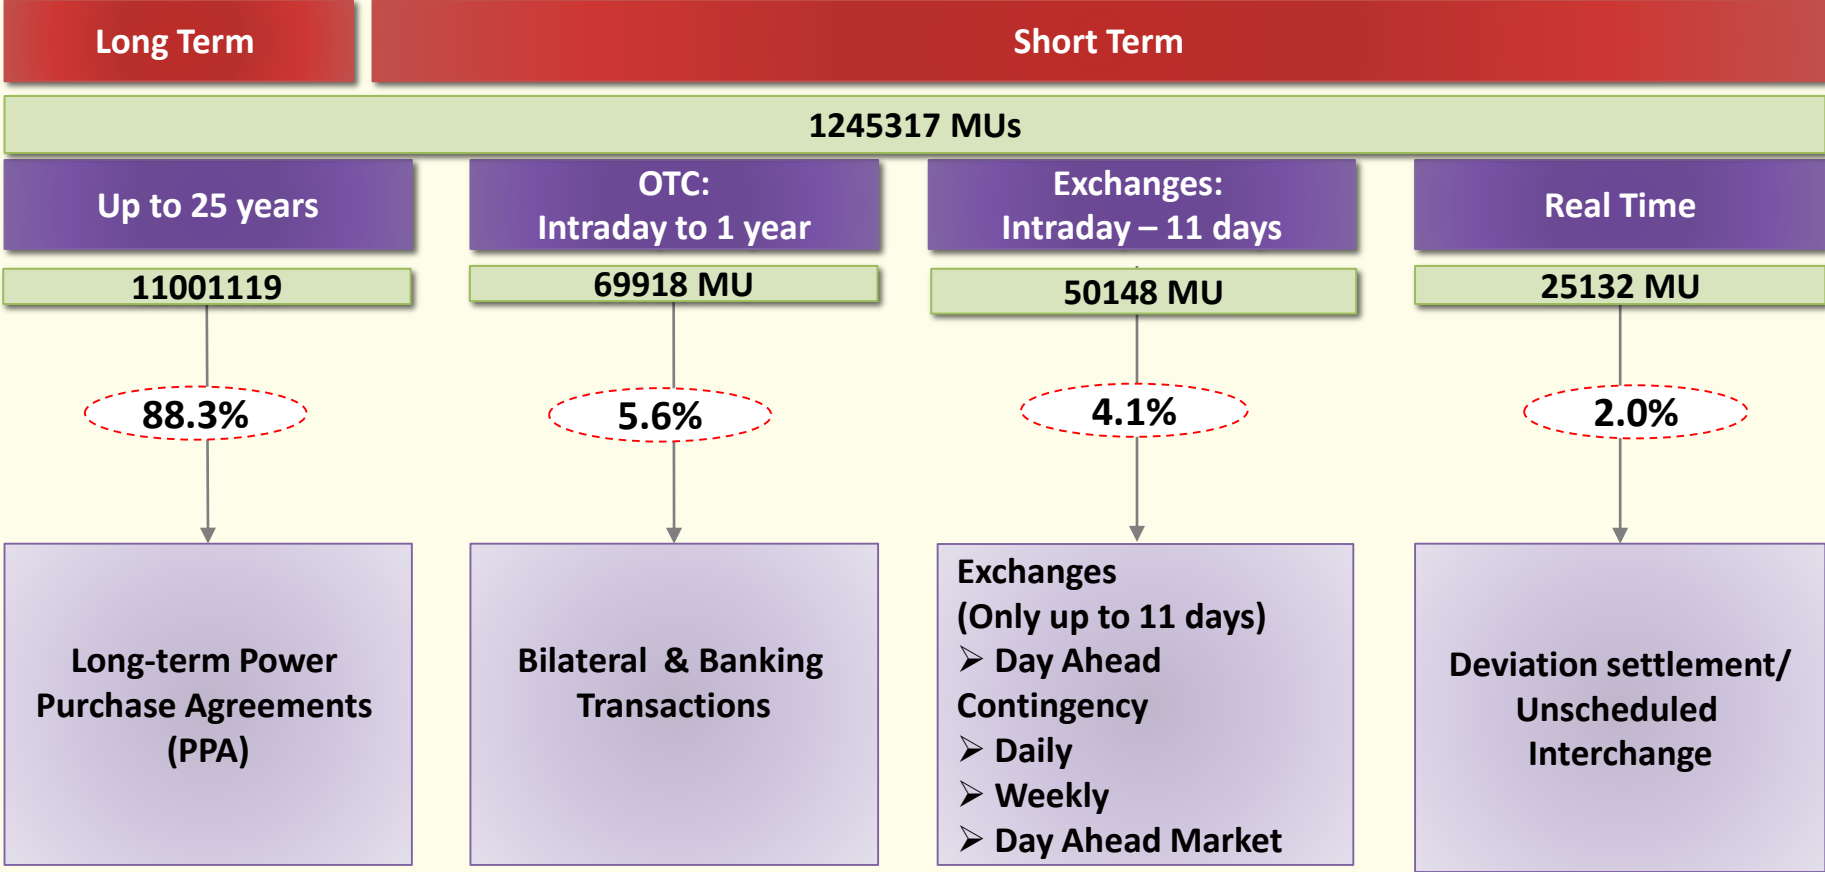 Long Term
Short Term
1245317 MUs
Up to 25 years
OTC:
Intraday to 1 year
Exchanges:
Intraday – 11 days
Real Time
11001119
69918 MU
50148 MU
25132 MU
88.3%
5.6%
4.1%
2.0%
Long-term Power
Purchase Agreements
(PPA)
Bilateral & Banking
Transactions
Exchanges
(Only up to 11 days)
➢ Day Ahead
Contingency
➢ Daily
➢ Weekly
➢ Day Ahead Market
Deviation settlement/
Unscheduled
Interchange